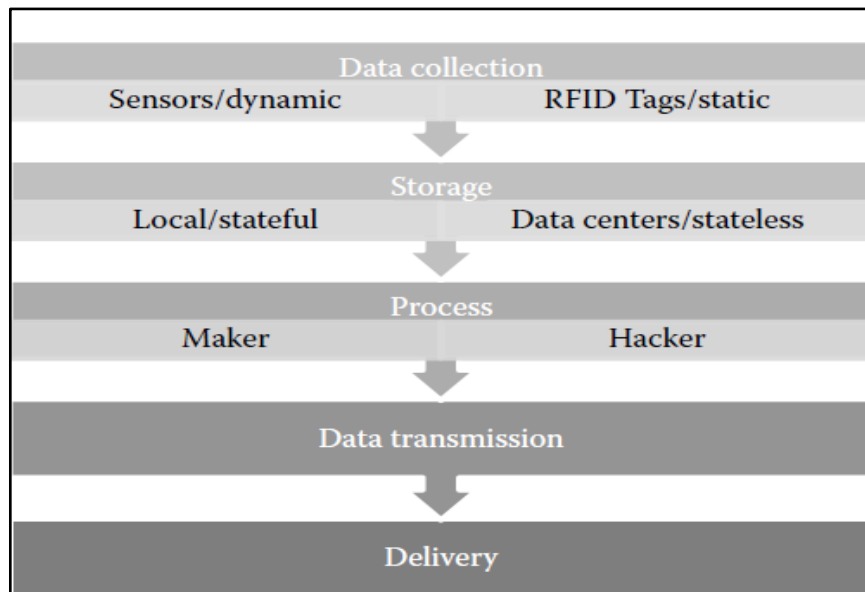 Data collection
Sensors/dynamic RFID Tags/static
Storage
Local/stateful Data centers/stateless
Process
Maker Hacker
Data transmission
Delivery